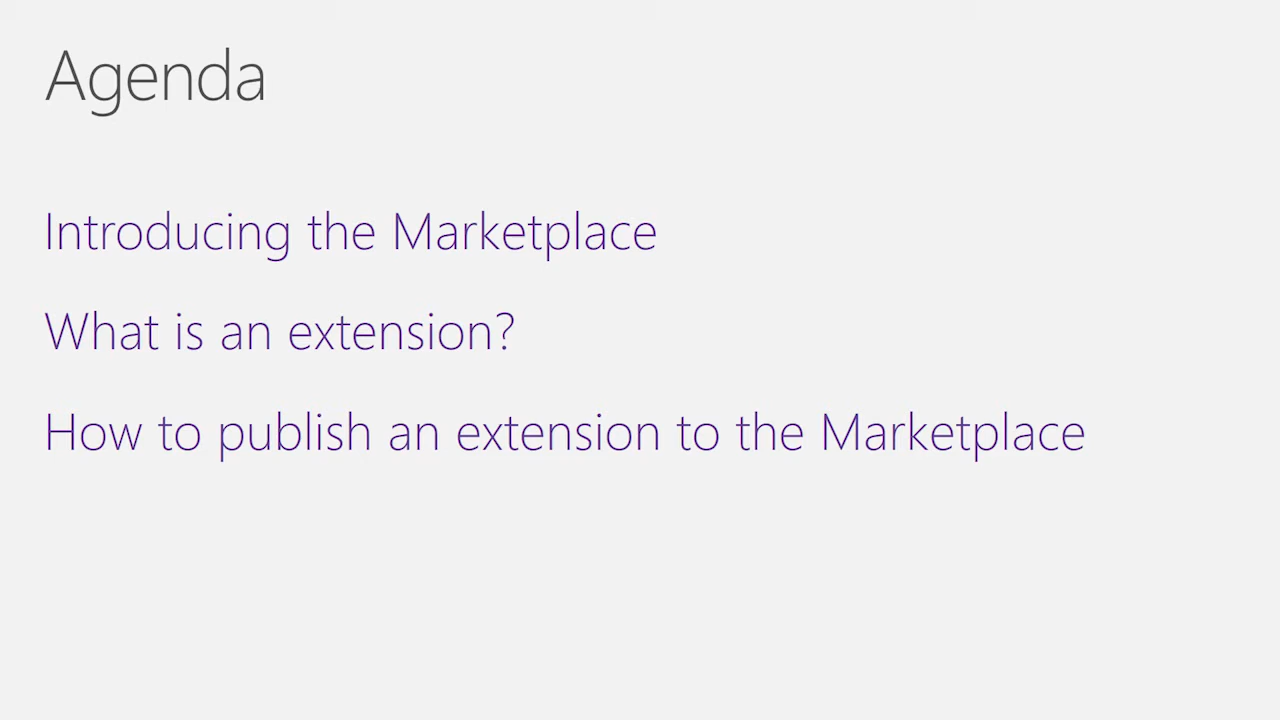 Agenda
Introducing the Marketplace
What is an extension?
How to publish an extension to the Marketplace